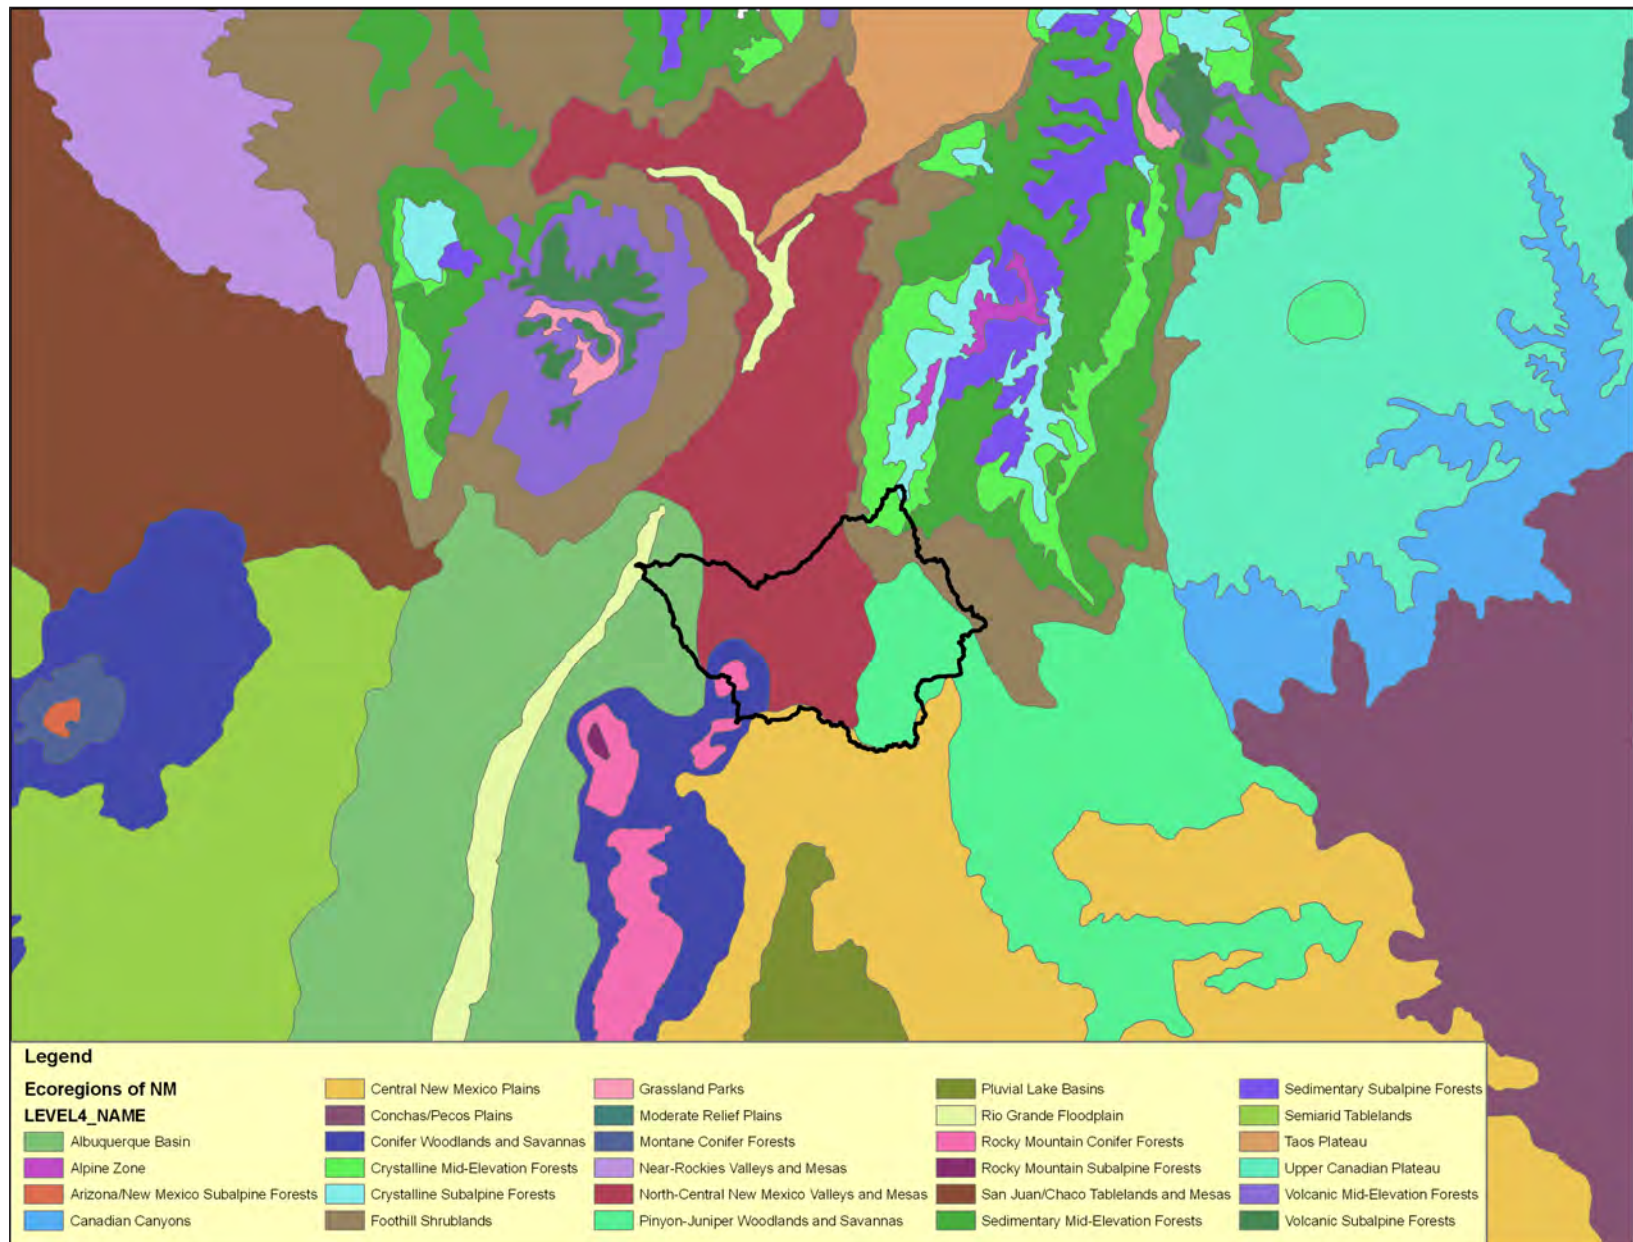 Legend
Ecoregions of NM
LEVEL4_NAME
Albuquerque Basin
Alpine Zone
Arizona/New Mexico Subalpine Forests
Canadian Canyons
Central New Mexico Plains
Conchas/Pecos Plains
Conifer Woodlands and Savannas
Crystalline Mid-Elevation Forests
Crystalline Subalpine Forests
Foothill Shrublands
Grassland Parks
Moderate Relief Plains
Montane Conifer Forests
Near-Rockies Valleys and Mesas
North-Central New Mexico Valleys and Mesas
Pinyon-Juniper Woodlands and Savannas
Pluvial Lake Basins
Rio Grande Floodplain
Rocky Mountain Conifer Forests
Rocky Mountain Subalpine Forests
San Juan/Chaco Tablelands and Mesas
Sedimentary Mid-Elevation Forests
Sedimentary Subalpine Forests
Semiarid Tablelands
Taos Plateau
Upper Canadian Plateau
Volcanic Mid-Elevation Forests
Volcanic Subalpine Forests